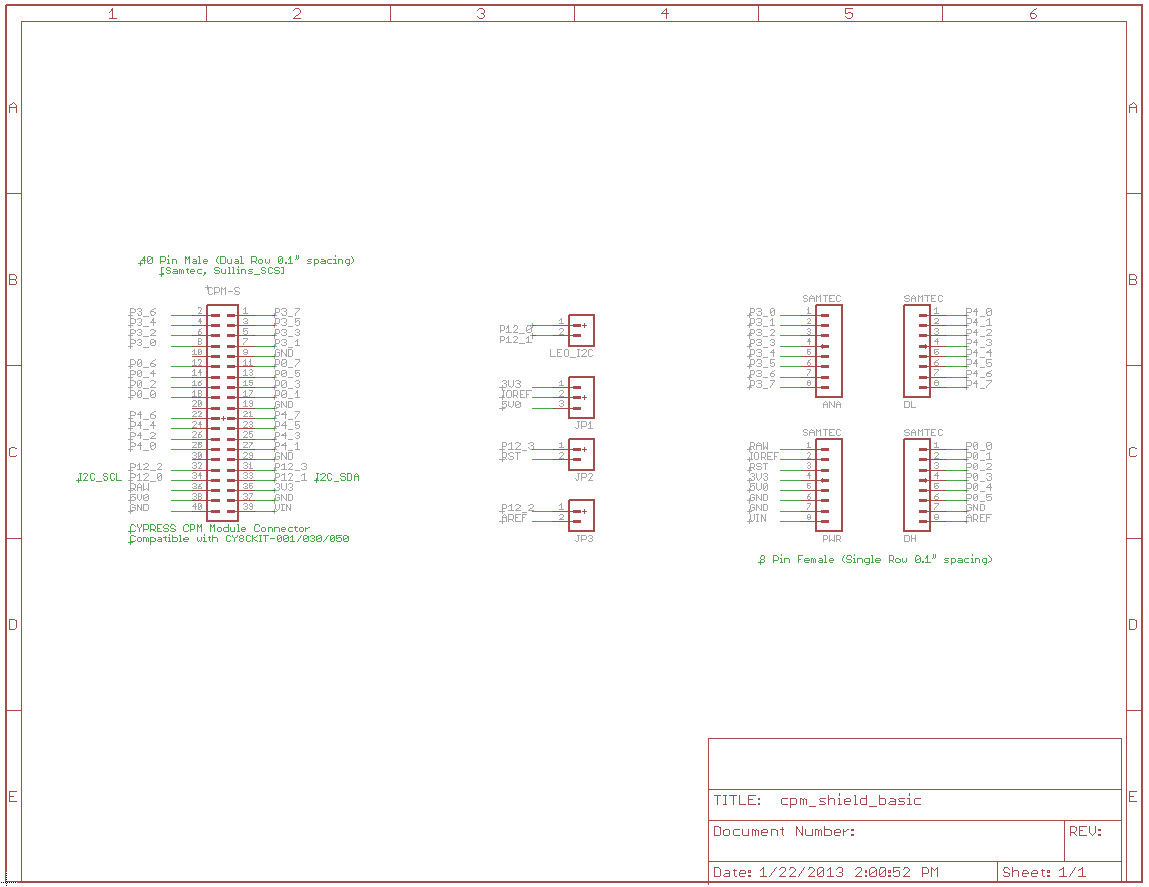 1 2 3 4 5 6
A A
B B
C C
D D
E E
40 Pin Male (Dual Row 0.1" spacing)
[Samtec, Sullins_SCS]
CPM-S
P3_6 2 1 P3_7
P3_4 4 3 P3_5
P3_2 6 5 P3_3
P3_0 8 7 P3_1
10 9 GND
P0_6 12 11 P0_7
P0_4 14 13 P0_5
P0_2 16 15 P0_3
P0_0 18 17 P0_1
20 19 GND
P4_6 22 21 P4_7
P4_4 24 23 P4_5
P4_2 26 25 P4_3
P4_0 28 27 P4_1
30 29 GND
P12_2 32 31 P12_3
I2C_SCL P12_0 34 33 P12_1 I2C_SDA
RAW 36 35 3V3
5V0 38 37 GND
GND 40 39 VIN
CYPRESS CPM Module Connector
Compatible with CY8CKIT-001/030/050
P12_0 1
P12_1 2
LEO_I2C
3V3 1
IOREF 2
5V0 3
JP1
P12_3 1
RST 2
JP2
P12_2 1
AREF 2
JP3
SAMTEC
P3_0 1
P3_1 2
P3_2 3
P3_3 4
P3_4 5
P3_5 6
P3_6 7
P3_7 8
ANA
SAMTEC
1 P4_0
2 P4_1
3 P4_2
4 P4_3
5 P4_4
6 P4_5
7 P4_6
8 P4_7
DL
SAMTEC
RAW 1
IOREF 2
RST 3
3V3 4
5V0 5
GND 6
GND 7
VIN 8
PWR
SAMTEC
1 P0_0
2 P0_1
3 P0_2
4 P0_3
5 P0_4
6 P0_5
7 GND
8 AREF
DH
8 Pin Female (Single Row 0.1" spacing)
TITLE: cpm_shield_basic
Document Number:
REV:
Date: 1/22/2013 2:00:52 PM
Sheet: 1/1